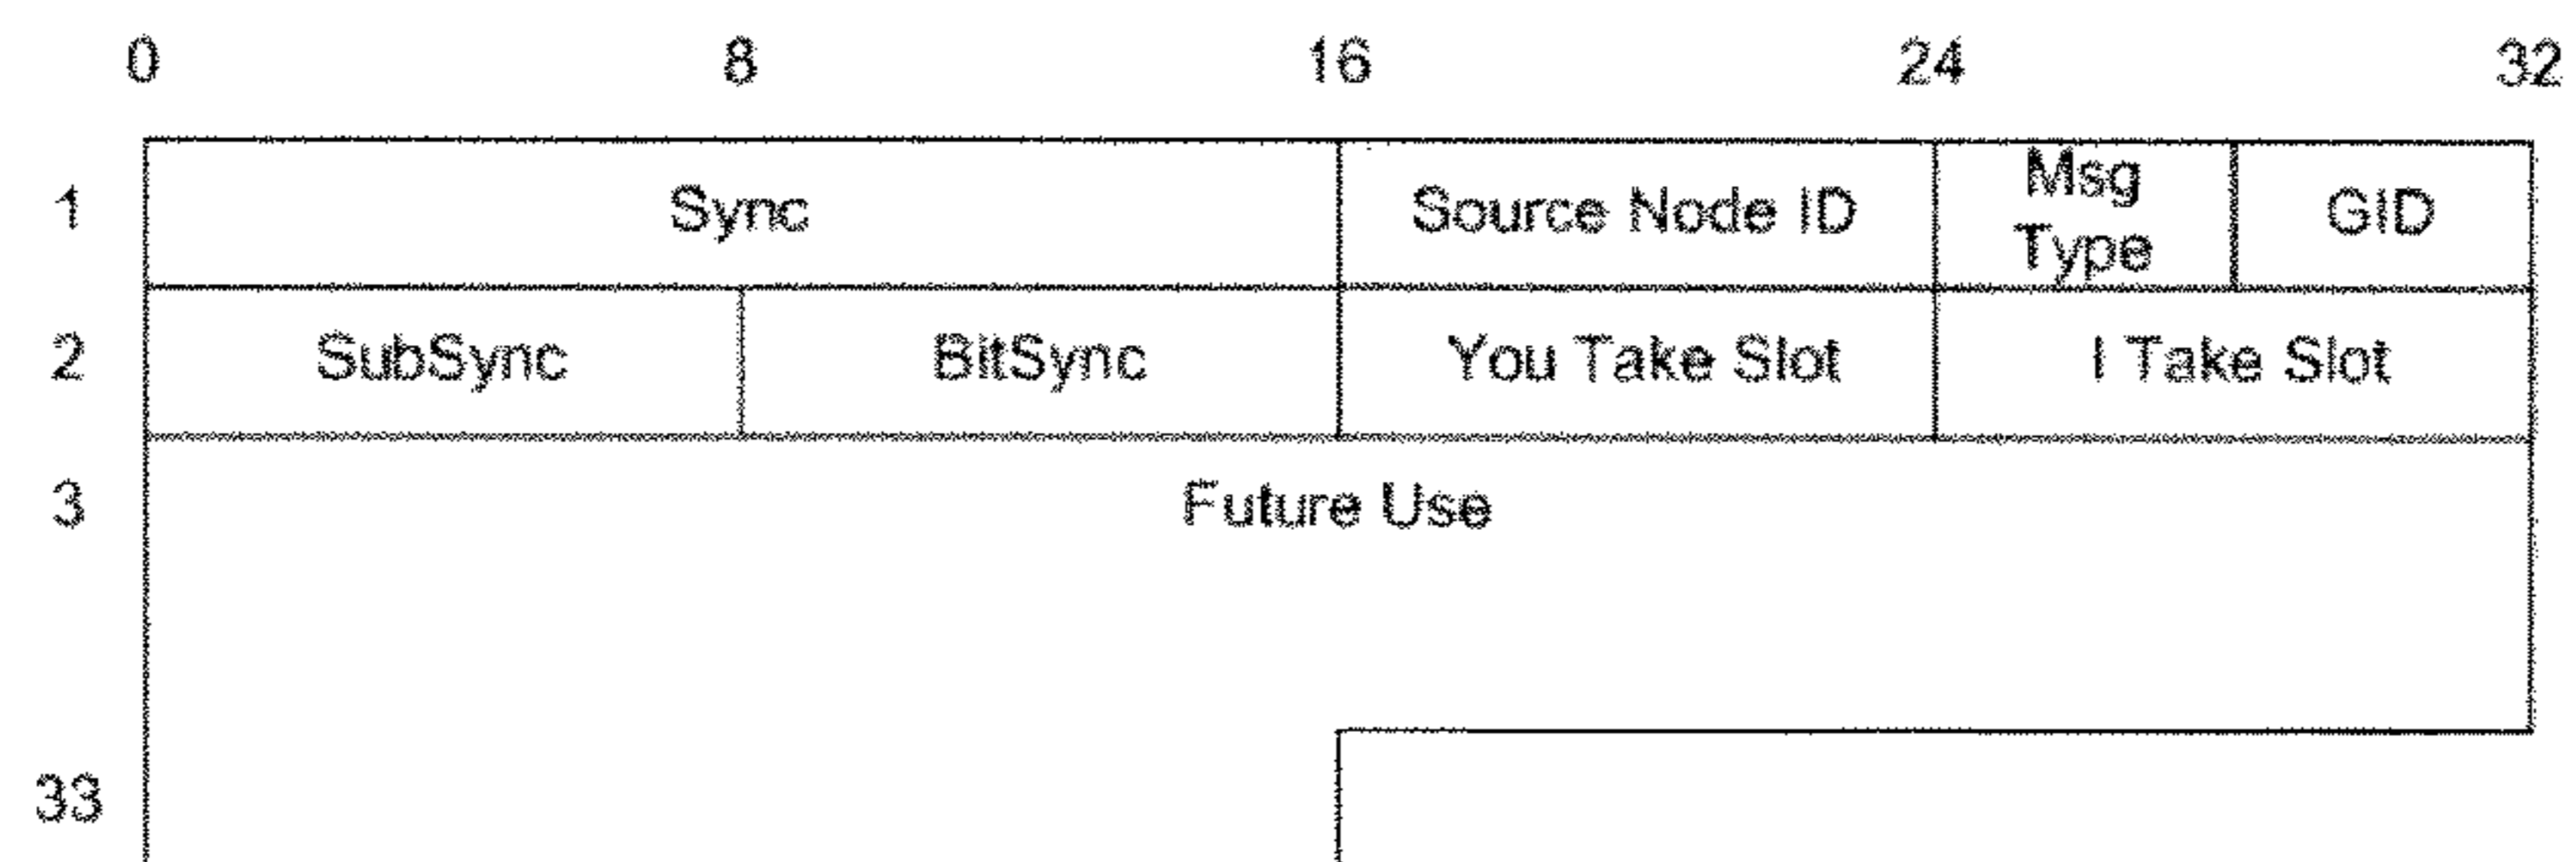 0 8 16 24 32
1 Sync Source Node ID Msg Type GID
2 SubSync BitSync You Take Slot I Take Slot
3 Future Use
33